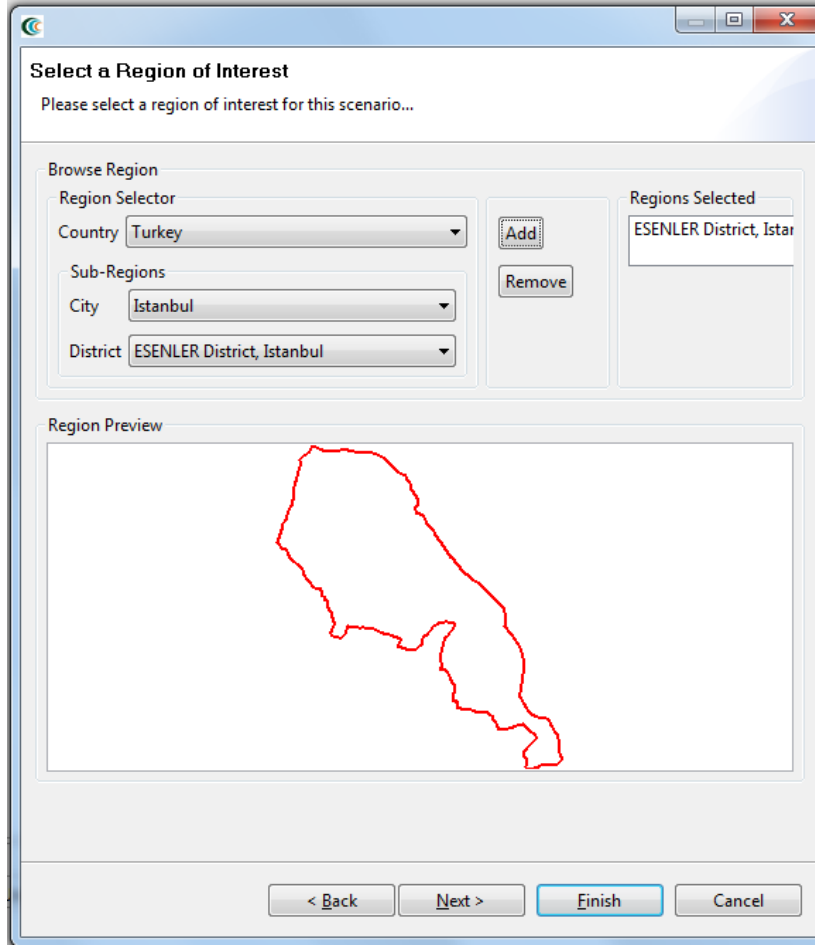 Select a Region of Interest
Please select a region of interest for this scenario...
Browse Region
Region Selector
Country Turkey
Sub-Regions
City Istanbul
District ESENLER District, Istanbul
Add
Remove
Regions Selected
ESENLER District, Istan
Region Preview
< Back
Next >
Finish
Cancel